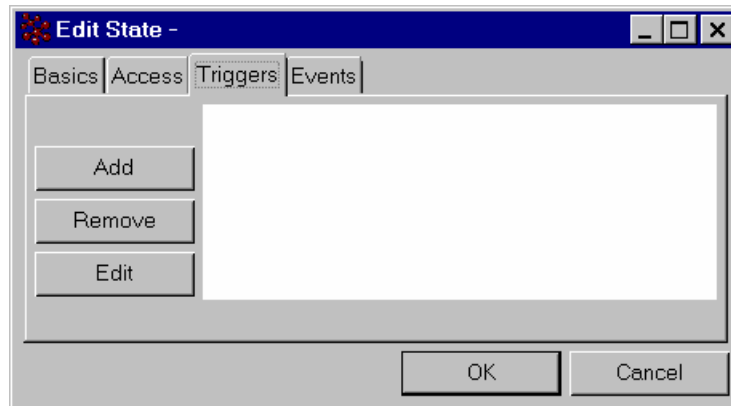 Edit State -
Basics Access Triggers Events
Add
Remove
Edit
OK Cancel